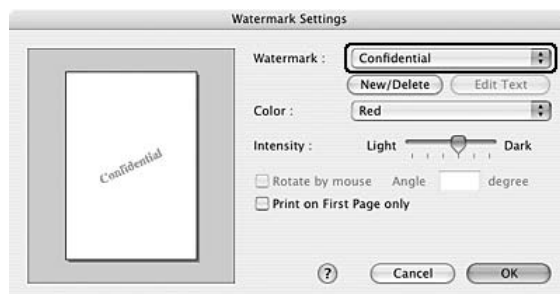 Watermark Settings
Watermark : Confidential
New/Delete Edit Text
Color : Red
Intensity : Light Dark
Confidential
Rotate by mouse Angle degree
Print on First Page only
? Cancel OK